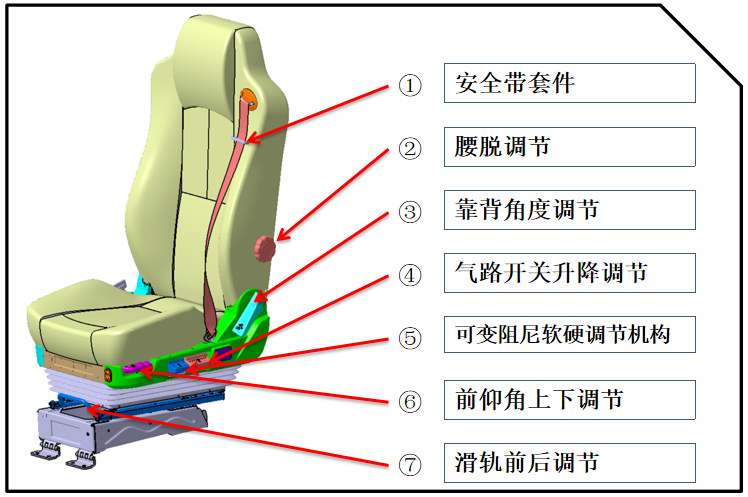 ① 安全带套件
② 腰脱调节
③ 靠背角度调节
④ 气路开关升降调节
⑤ 可变阻尼软硬调节机构
⑥ 前仰角上下调节
⑦ 滑轨前后调节